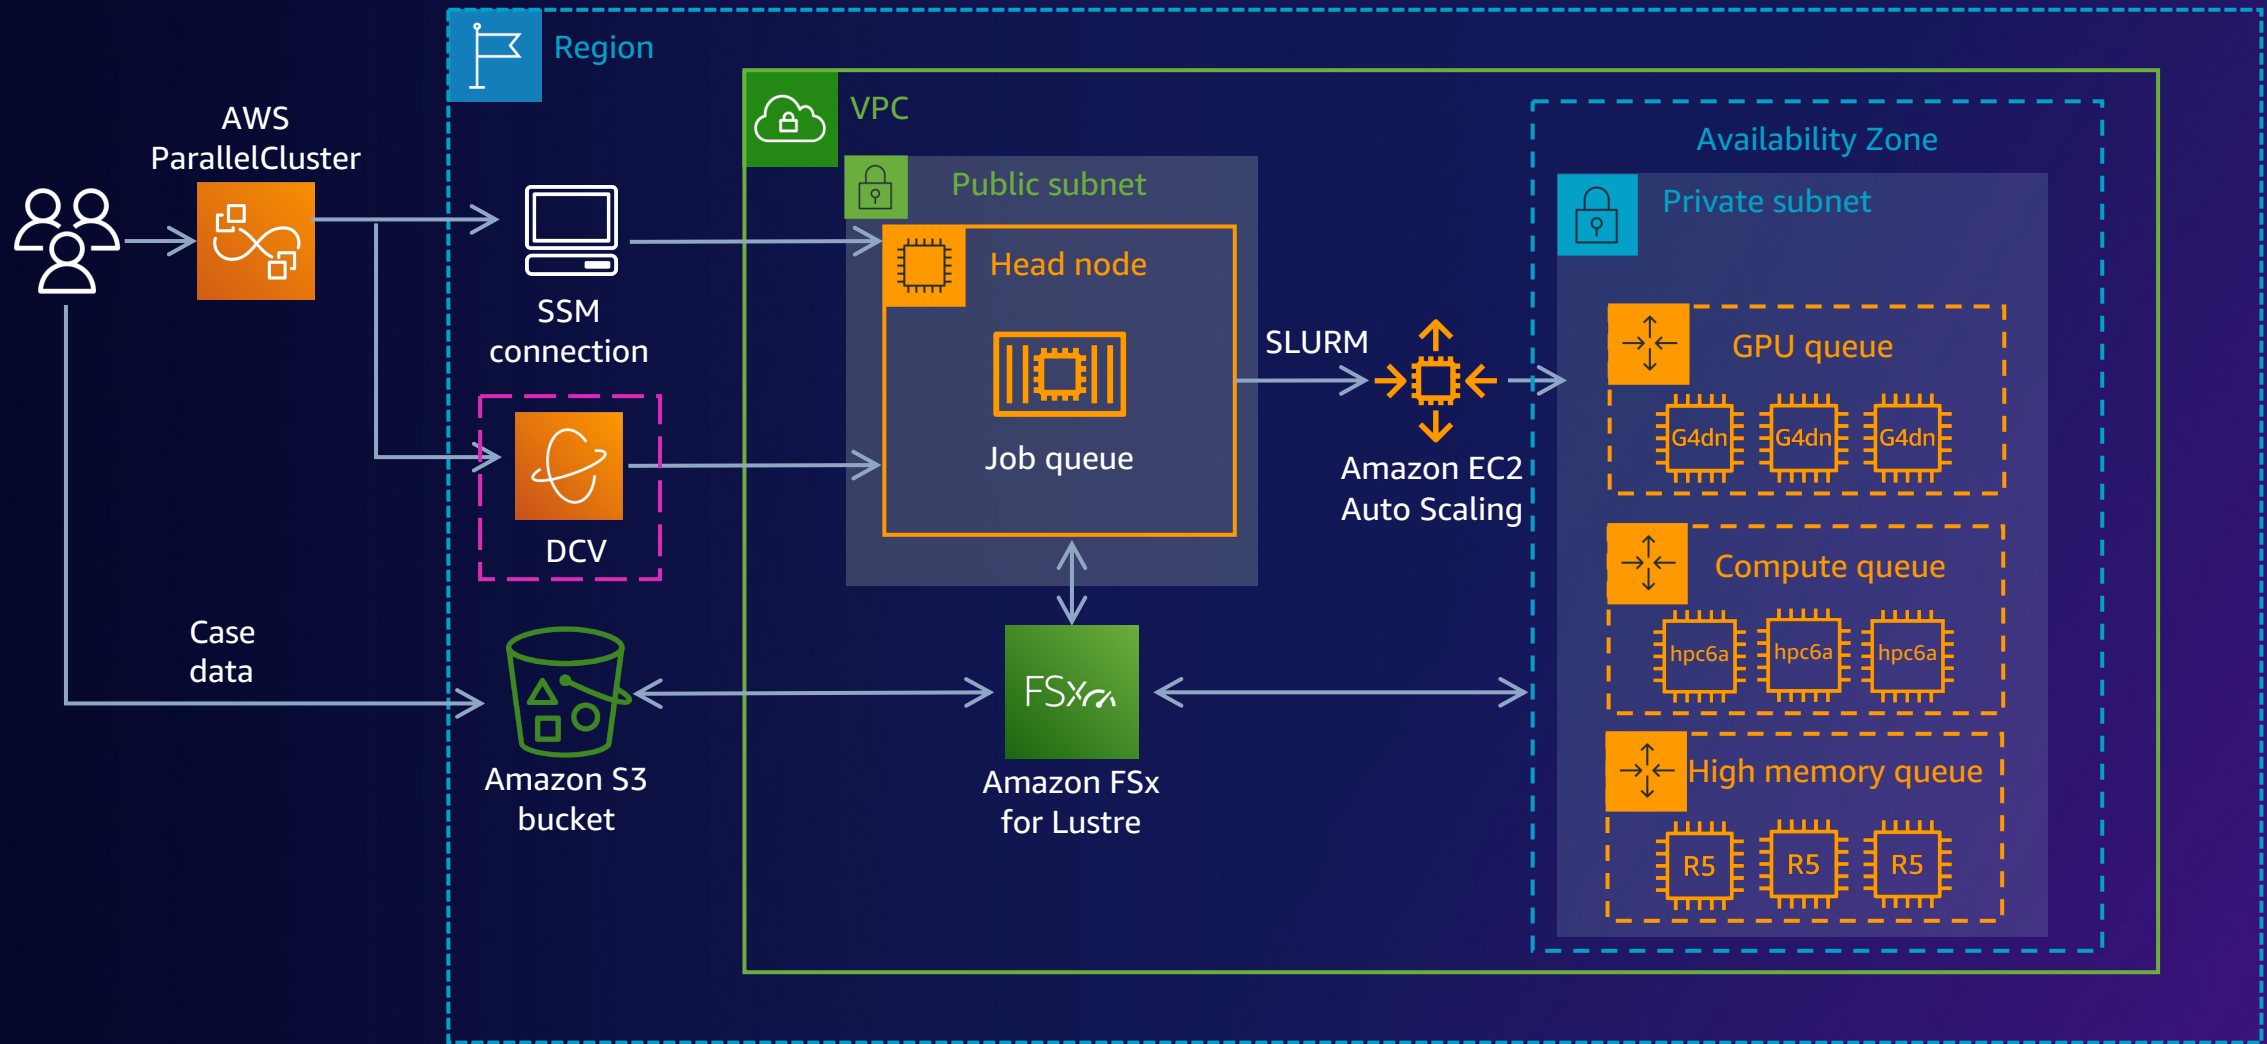 Region
AWS
ParallelCluster
VPC
Availability Zone
Public subnet
Private subnet
Head node
SSM
connection
SLURM
GPU queue
G4dn
G4dn
G4dn
Job queue
Amazon EC2
Auto Scaling
DCV
Compute queue
hpc6a
hpc6a
hpc6a
Case
data
FSx
Amazon S3
bucket
Amazon FSx
for Lustre
High memory queue
R5
R5
R5